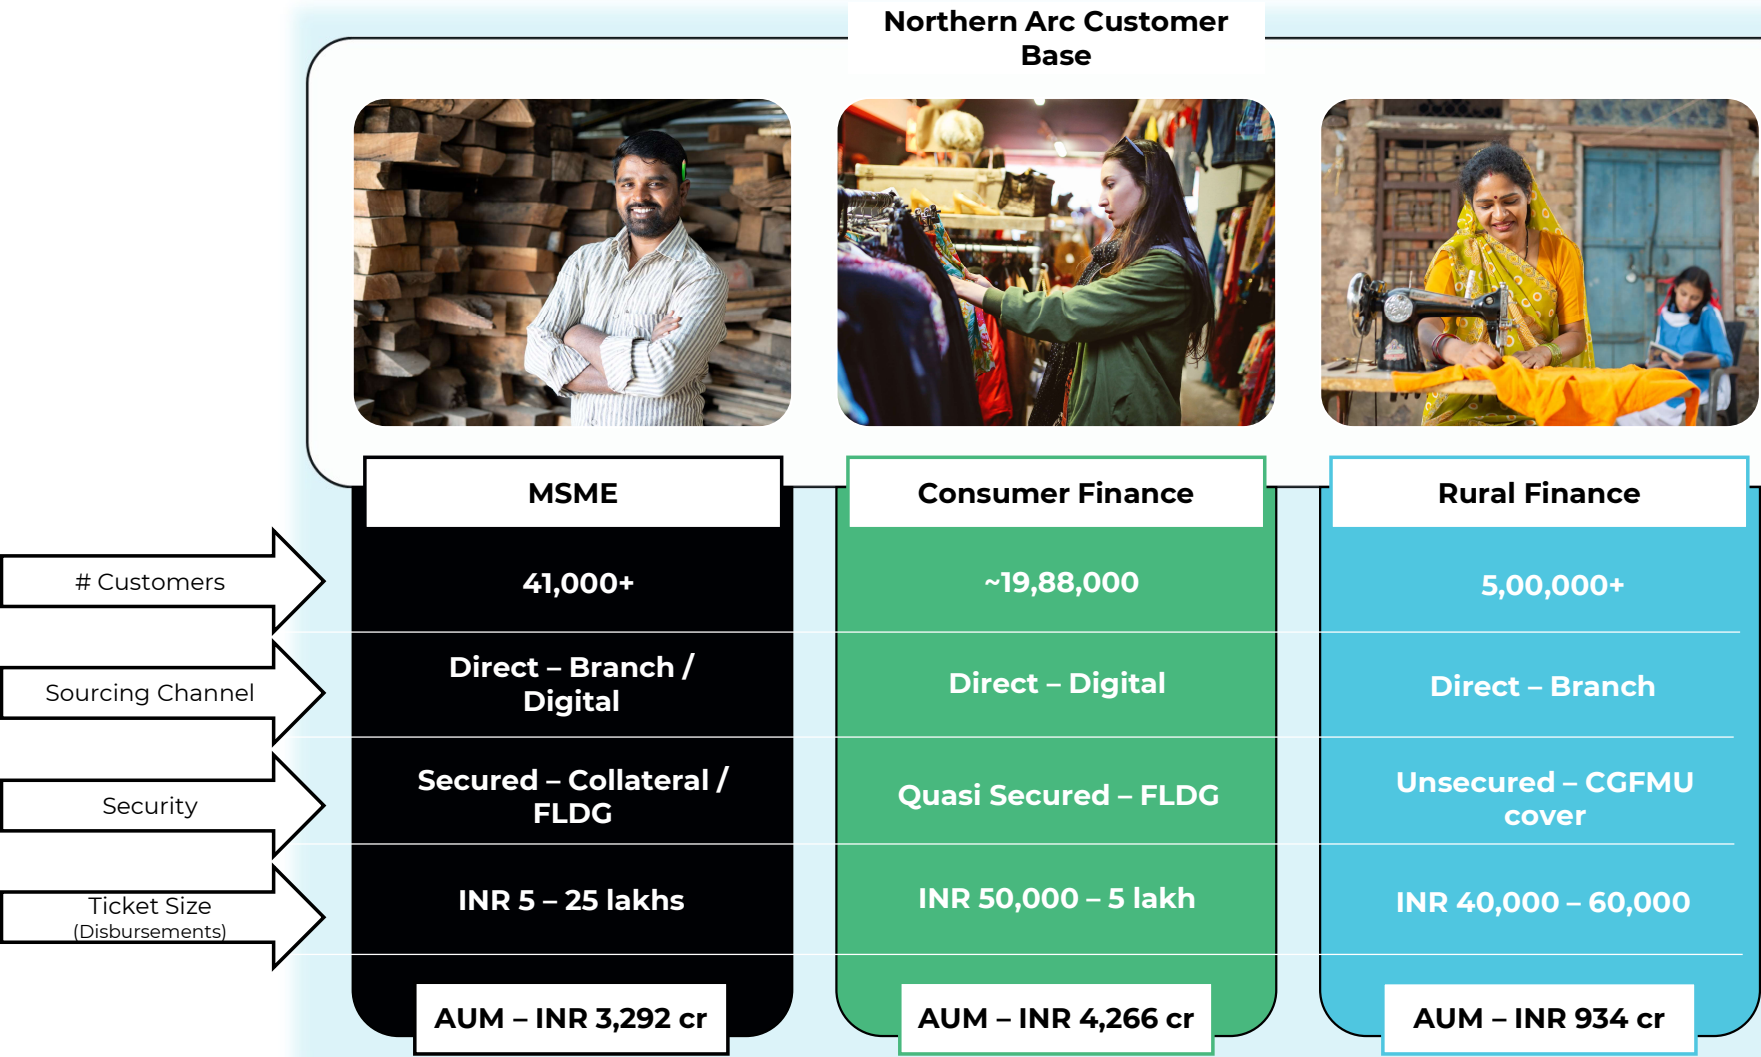 Northern Arc Customer
Base
MSME
Consumer Finance
Rural Finance
# Customers
41,000+
~19,88,000
5,00,000+
Sourcing Channel
Direct – Branch /
Digital
Direct – Digital
Direct – Branch
Security
Secured – Collateral /
FLDG
Quasi Secured – FLDG
Unsecured – CGFMU
cover
Ticket Size
(Disbursements)
INR 5 – 25 lakhs
INR 50,000 – 5 lakh
INR 40,000 – 60,000
AUM – INR 3,292 cr
AUM – INR 4,266 cr
AUM – INR 934 cr